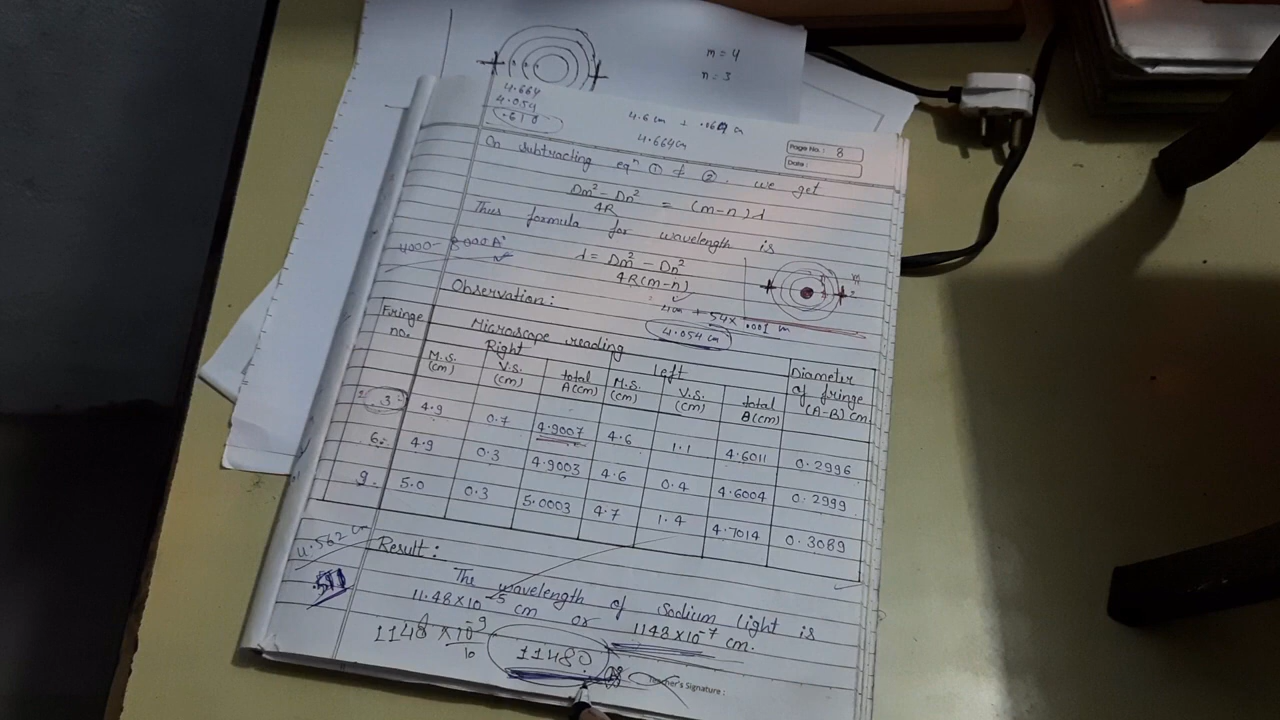 m = 4
n = 3
4.664
4.054
.610
4.6 cm + .064 cm
4.664cm
Page No.: 8
Date:
On subtracting eqⁿ ① & ②, we get
Dm² - Dn² / 4R = (m-n)λ
Thus formula for wavelength is
4000 - 8000 A°
λ = Dm² - Dn² / 4R(m-n)
4cm + 54 x .001 cm
4.054 cm
Observation:
Fringe no. Microscope reading Diameter of fringe (A-B) cm
Right Left
M.S. (cm) V.S. (cm) total A(cm) M.S. (cm) V.S. (cm) total B(cm)
3 4.9 0.7 4.9007 4.6 1.1 4.6011 0.2996
6. 4.9 0.3 4.9003 4.6 0.4 4.6004 0.2999
9. 5.0 0.3 5.0003 4.7 1.4 4.7014 0.3089
4.562 cm
Result:
The wavelength of Sodium light is
11.48×10⁻⁵ cm or 1148×10⁻⁷ cm.
1148 × 10⁻⁹ / 10
11480
Teacher's Signature: